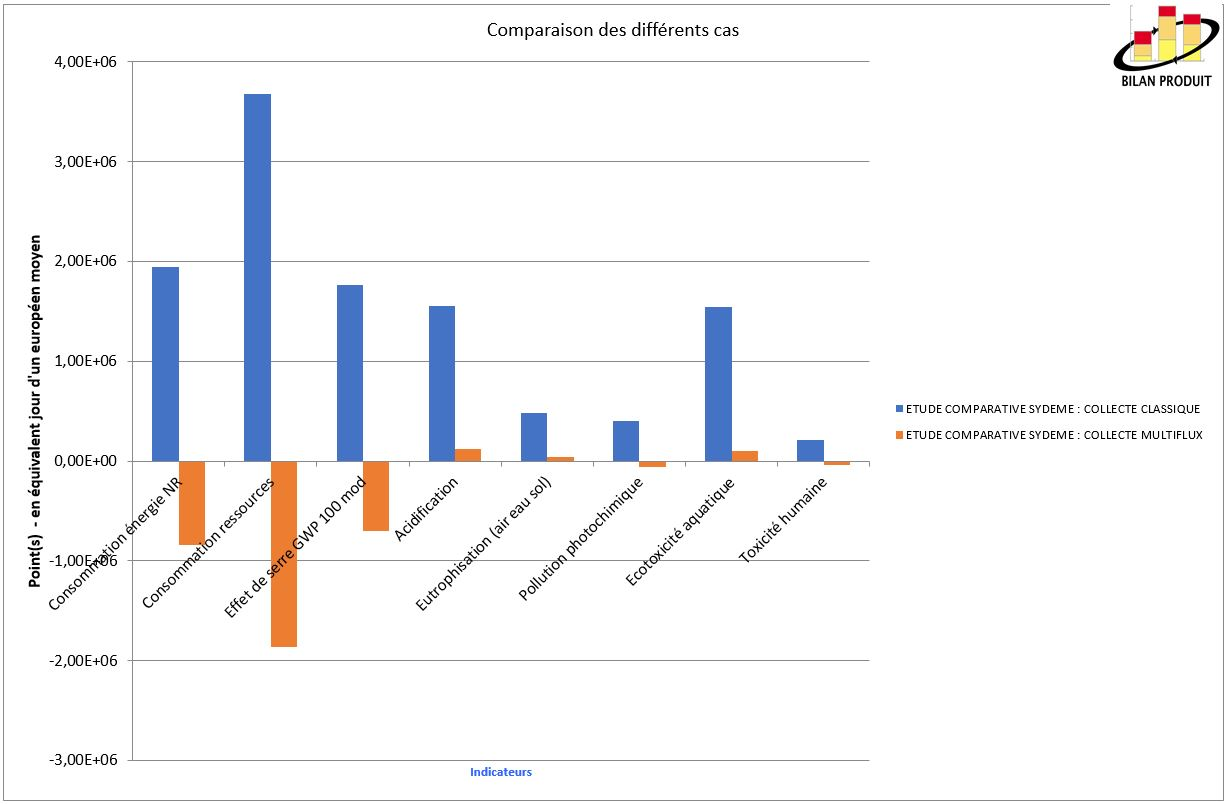 Comparaison des différents cas
BILAN PRODUIT
Point(s) - en équivalent jour d'un européen moyen
4,00E+06
3,00E+06
2,00E+06
1,00E+06
0,00E+00
-1,00E+06
-2,00E+06
-3,00E+06
Consommation énergie NR
Consommation ressources
Effet de serre GWP 100 mod
Acidification
Eutrophisation (air eau sol)
Pollution photochimique
Ecotoxicité aquatique
Toxicité humaine
Indicateurs
ETUDE COMPARATIVE SYDEME : COLLECTE CLASSIQUE
ETUDE COMPARATIVE SYDEME : COLLECTE MULTIFLUX